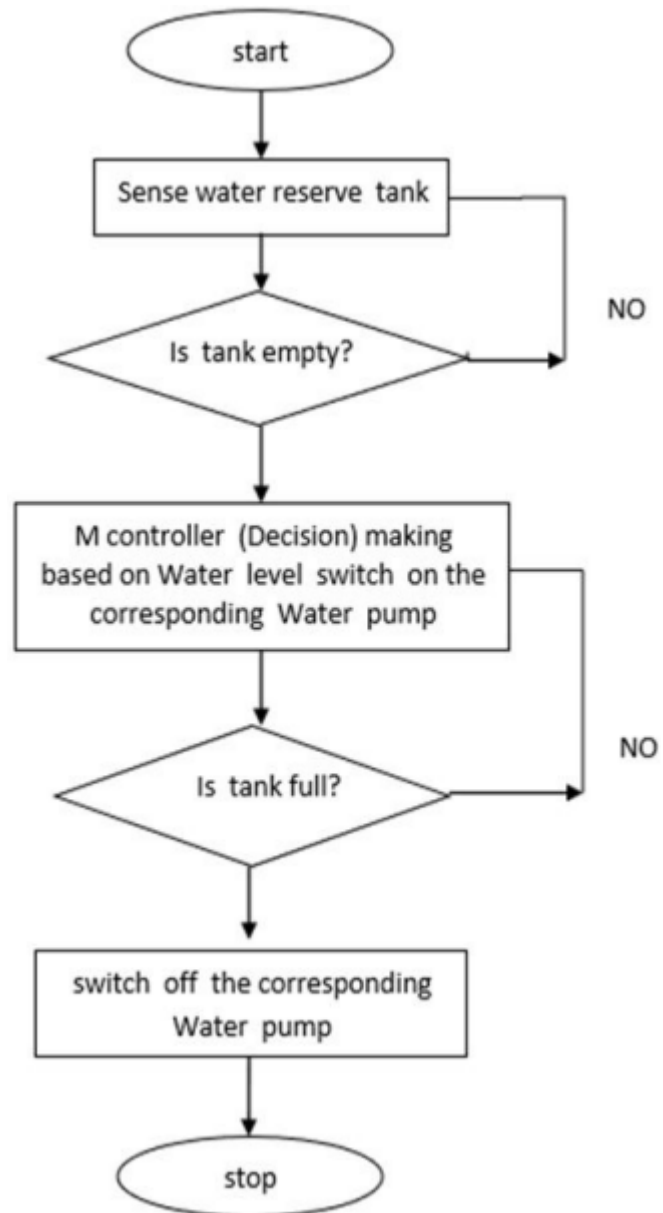 start
Sense water reserve tank
NO
Is tank empty?
M controller (Decision) making
based on Water level switch on the
corresponding Water pump
NO
Is tank full?
switch off the corresponding
Water pump
stop